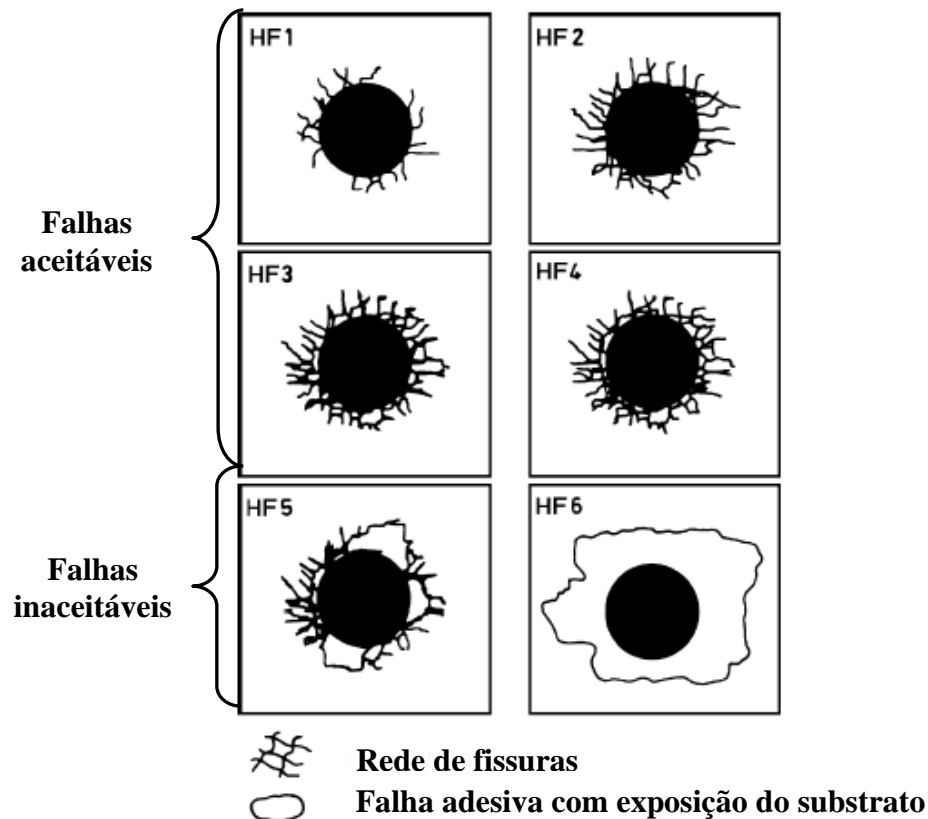 HF1
HF2
Falhas
aceitáveis
HF3
HF4
HF5
HF6
Falhas
inaceitáveis
Rede de fissuras
Falha adesiva com exposição do substrato